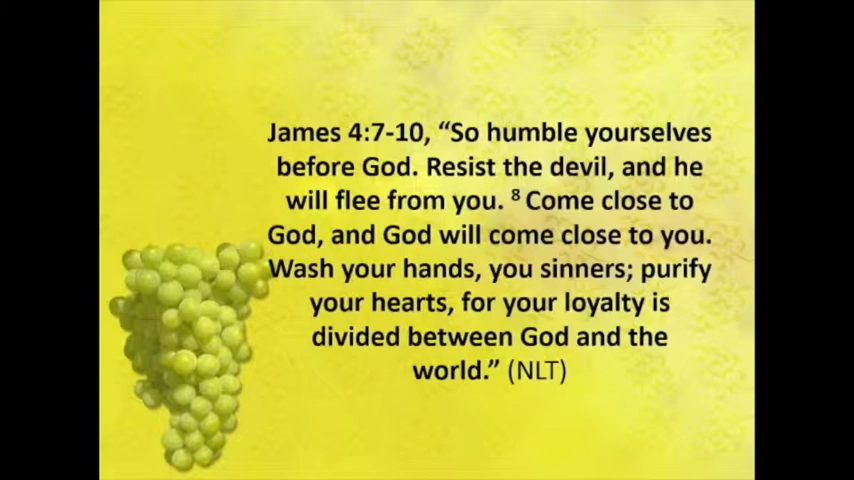 James 4:7-10, “So humble yourselves
before God. Resist the devil, and he
will flee from you. ⁸ Come close to
God, and God will come close to you.
Wash your hands, you sinners; purify
your hearts, for your loyalty is
divided between God and the
world.” (NLT)